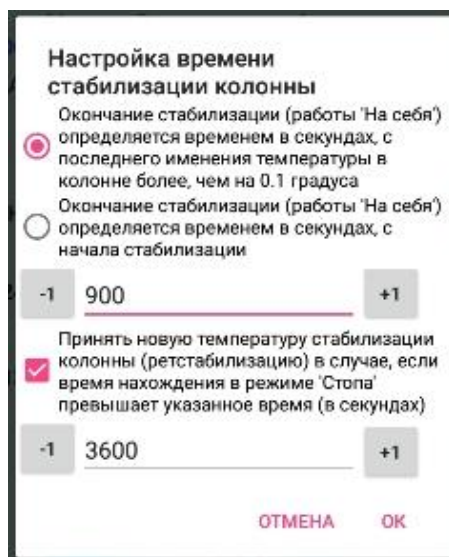 Настройка времени
стабилизации колонны
Окончание стабилизации (работы 'На себя')
определяется временем в секундах, с
последнего именения температуры в
колонне более, чем на 0.1 градуса
Окончание стабилизации (работы 'На себя')
определяется временем в секундах, с
начала стабилизации
-1 900 +1
Принять новую температуру стабилизации
колонны (ретстабилизацию) в случае, если
время нахождения в режиме 'Стопа'
превышает указанное время (в секундах)
-1 3600 +1
ОТМЕНА ОК